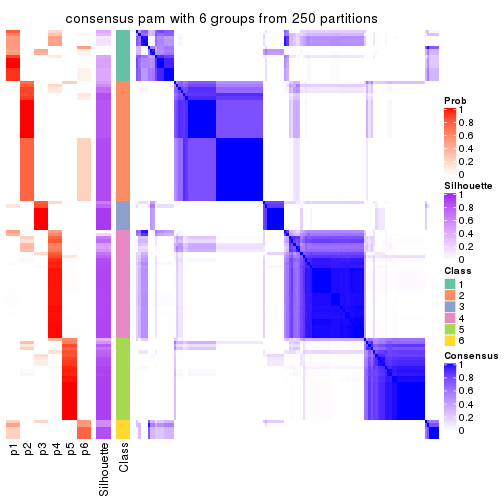 consensus pam with 6 groups from 250 partitions
Prob
1
0.8
0.6
0.4
0.2
0
Silhouette
1
0.8
0.6
0.4
0.2
0
Class
1
2
3
4
5
6
Consensus
1
0.8
0.6
0.4
0.2
0
p1
p2
p3
p4
p5
p6
Silhouette
Class